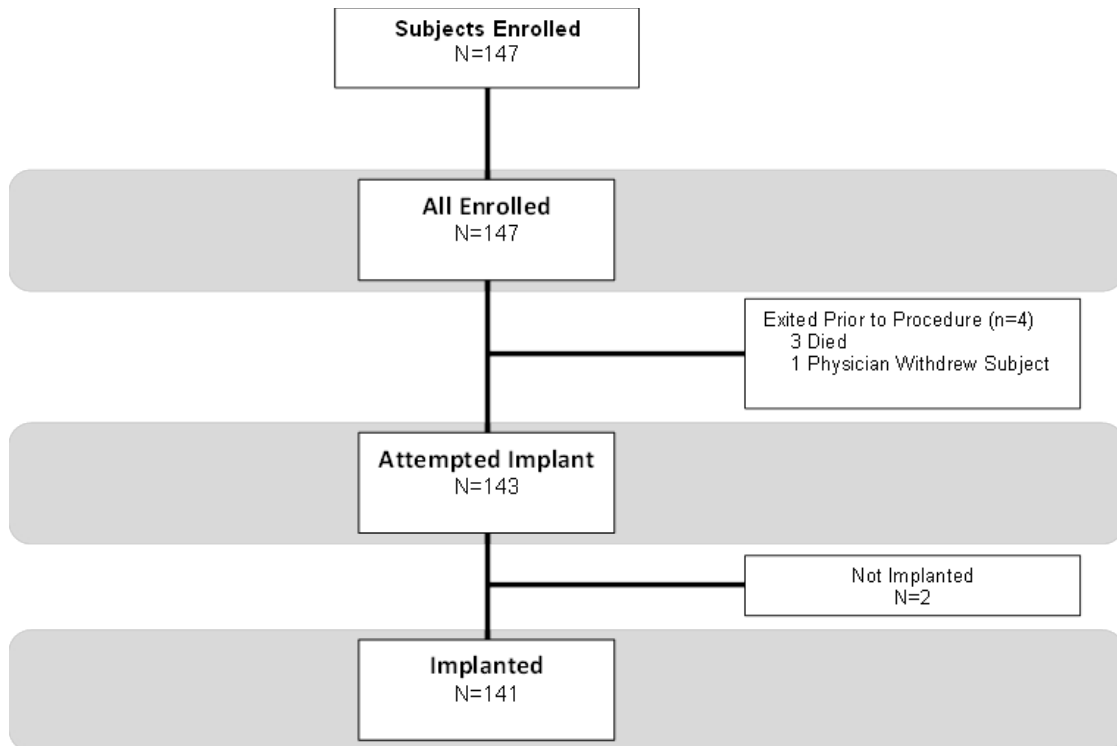 Subjects Enrolled
N=147
All Enrolled
N=147
Exited Prior to Procedure (n=4)
3 Died
1 Physician Withdrew Subject
Attempted Implant
N=143
Not Implanted
N=2
Implanted
N=141